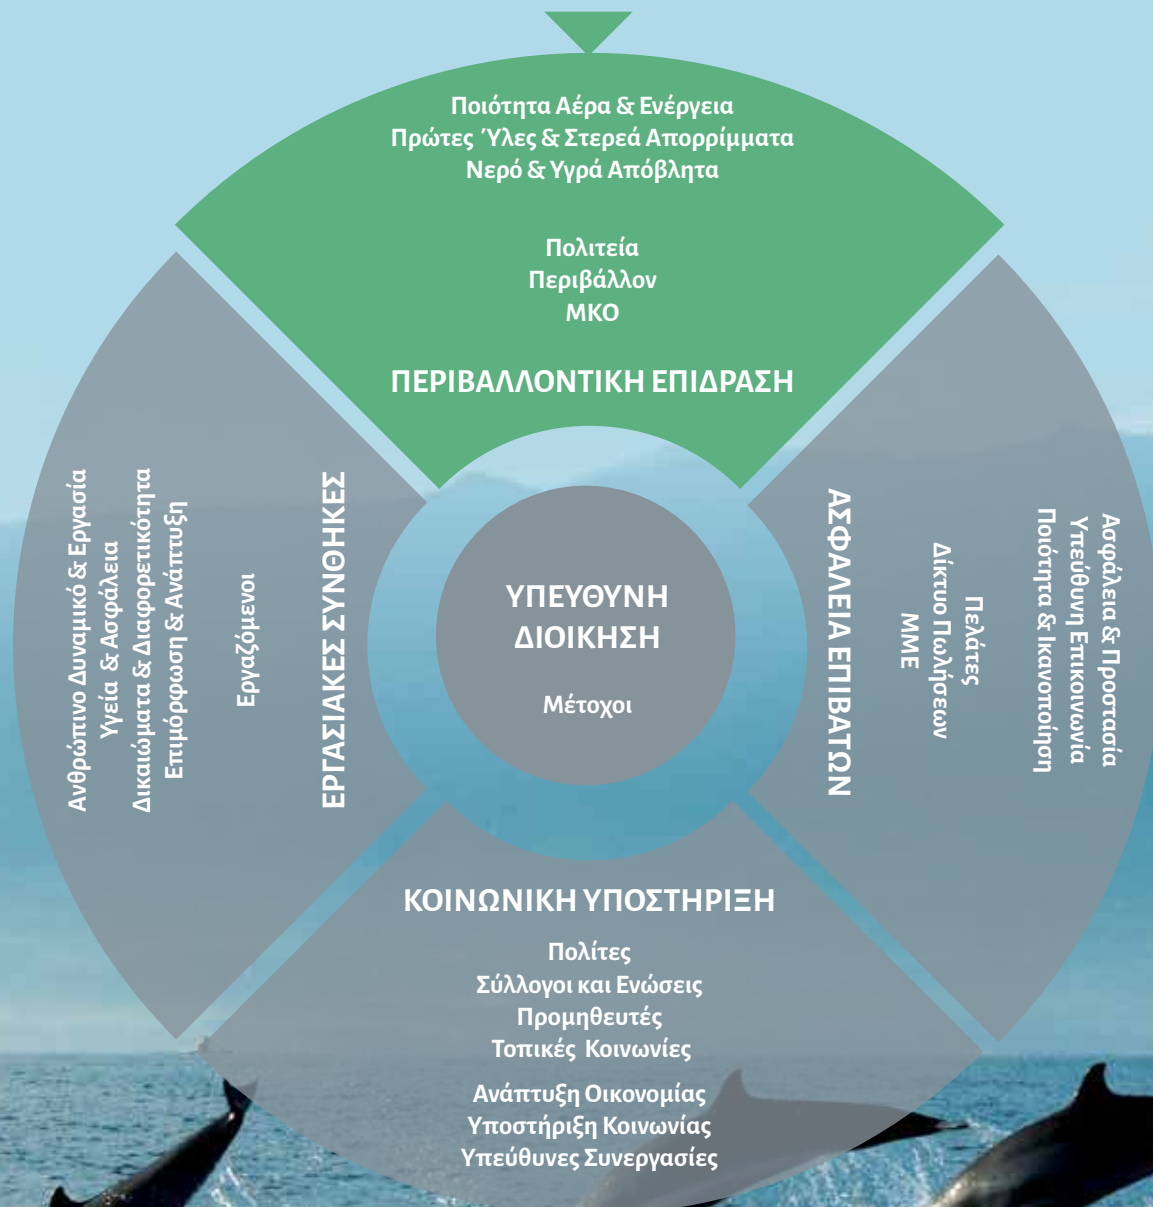 Ποιότητα Αέρα & Ενέργεια
Πρώτες Ύλες & Στερεά Απορρίμματα
Νερό & Υγρά Απόβλητα
Πολιτεία
Περιβάλλον
ΜΚΟ
ΠΕΡΙΒΑΛΛΟΝΤΙΚΗ ΕΠΙΔΡΑΣΗ
Ανθρώπινο Δυναμικό & Εργασία
Υγεία & Ασφάλεια
Δικαιώματα & Διαφορετικότητα
Επιμόρφωση & Ανάπτυξη
Εργαζόμενοι
ΕΡΓΑΣΙΑΚΕΣ ΣΥΝΘΗΚΕΣ
ΥΠΕΥΘΥΝΗ
ΔΙΟΙΚΗΣΗ
Μέτοχοι
Ασφάλεια & Προστασία
Υπεύθυνη Επικοινωνία
Ποιότητα & Ικανοποίηση
Πελάτες
Δίκτυο Πωλήσεων
ΜΜΕ
ΑΣΦΑΛΕΙΑ ΕΠΙΒΑΤΩΝ
ΚΟΙΝΩΝΙΚΗ ΥΠΟΣΤΗΡΙΞΗ
Πολίτες
Σύλλογοι και Ενώσεις
Προμηθευτές
Τοπικές Κοινωνίες
Ανάπτυξη Οικονομίας
Υποστήριξη Κοινωνίας
Υπεύθυνες Συνεργασίες